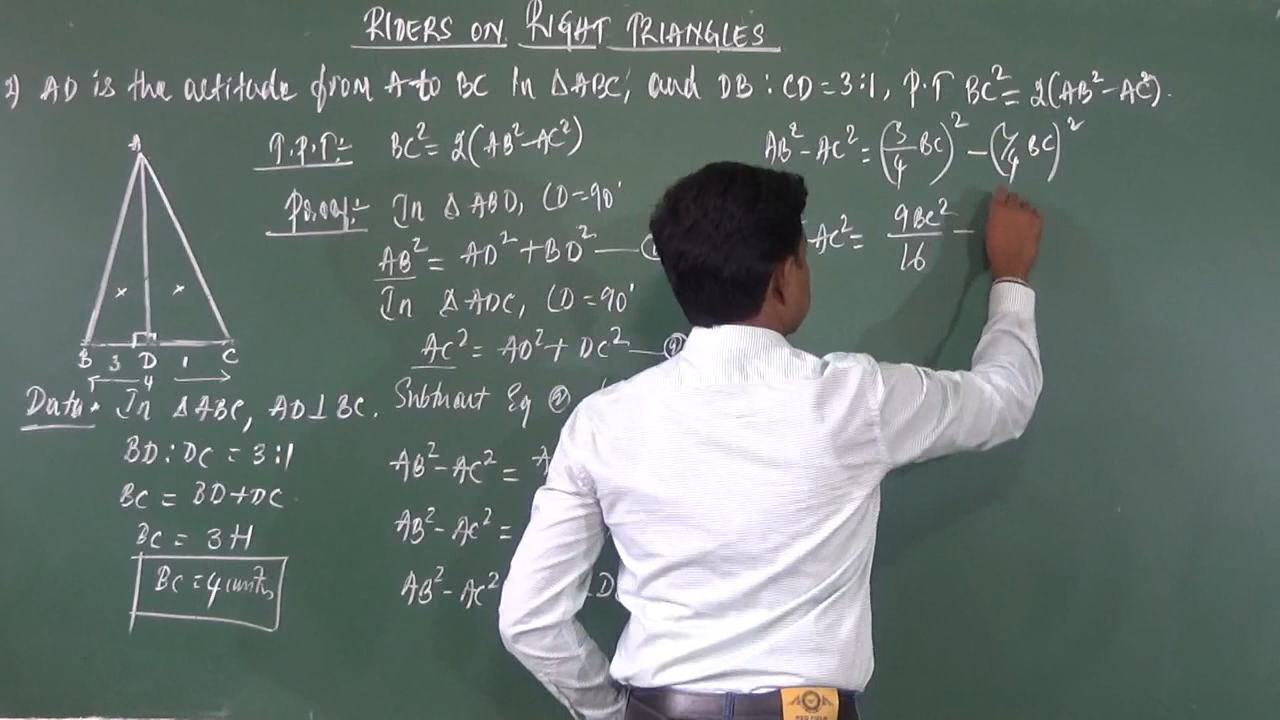 RIDERS ON RIGHT TRIANGLES
AD is the altitude from A to BC in ΔABC, and DB : CD = 3:1, P.T BC² = 2(AB² - AC²).
A
B 3 D 1 C
4
T.P.T:- BC² = 2(AB² - AC²)
Proof:- In Δ ABD, LD = 90°
AB² = AD² + BD² —
In Δ ADC, LD = 90°
AC² = AD² + DC² — ②
Subtract Eq ②
AB² - AC² = A
AB² - AC² =
AB² - AC²
Data:- In ΔABC, AD ⊥ BC.
BD : DC = 3:1
BC = BD + DC
BC = 3+1
BC = 4 units
AB² - AC² = (3/4 BC)² - (1/4 BC)²
AC² = 9BC²/16 -